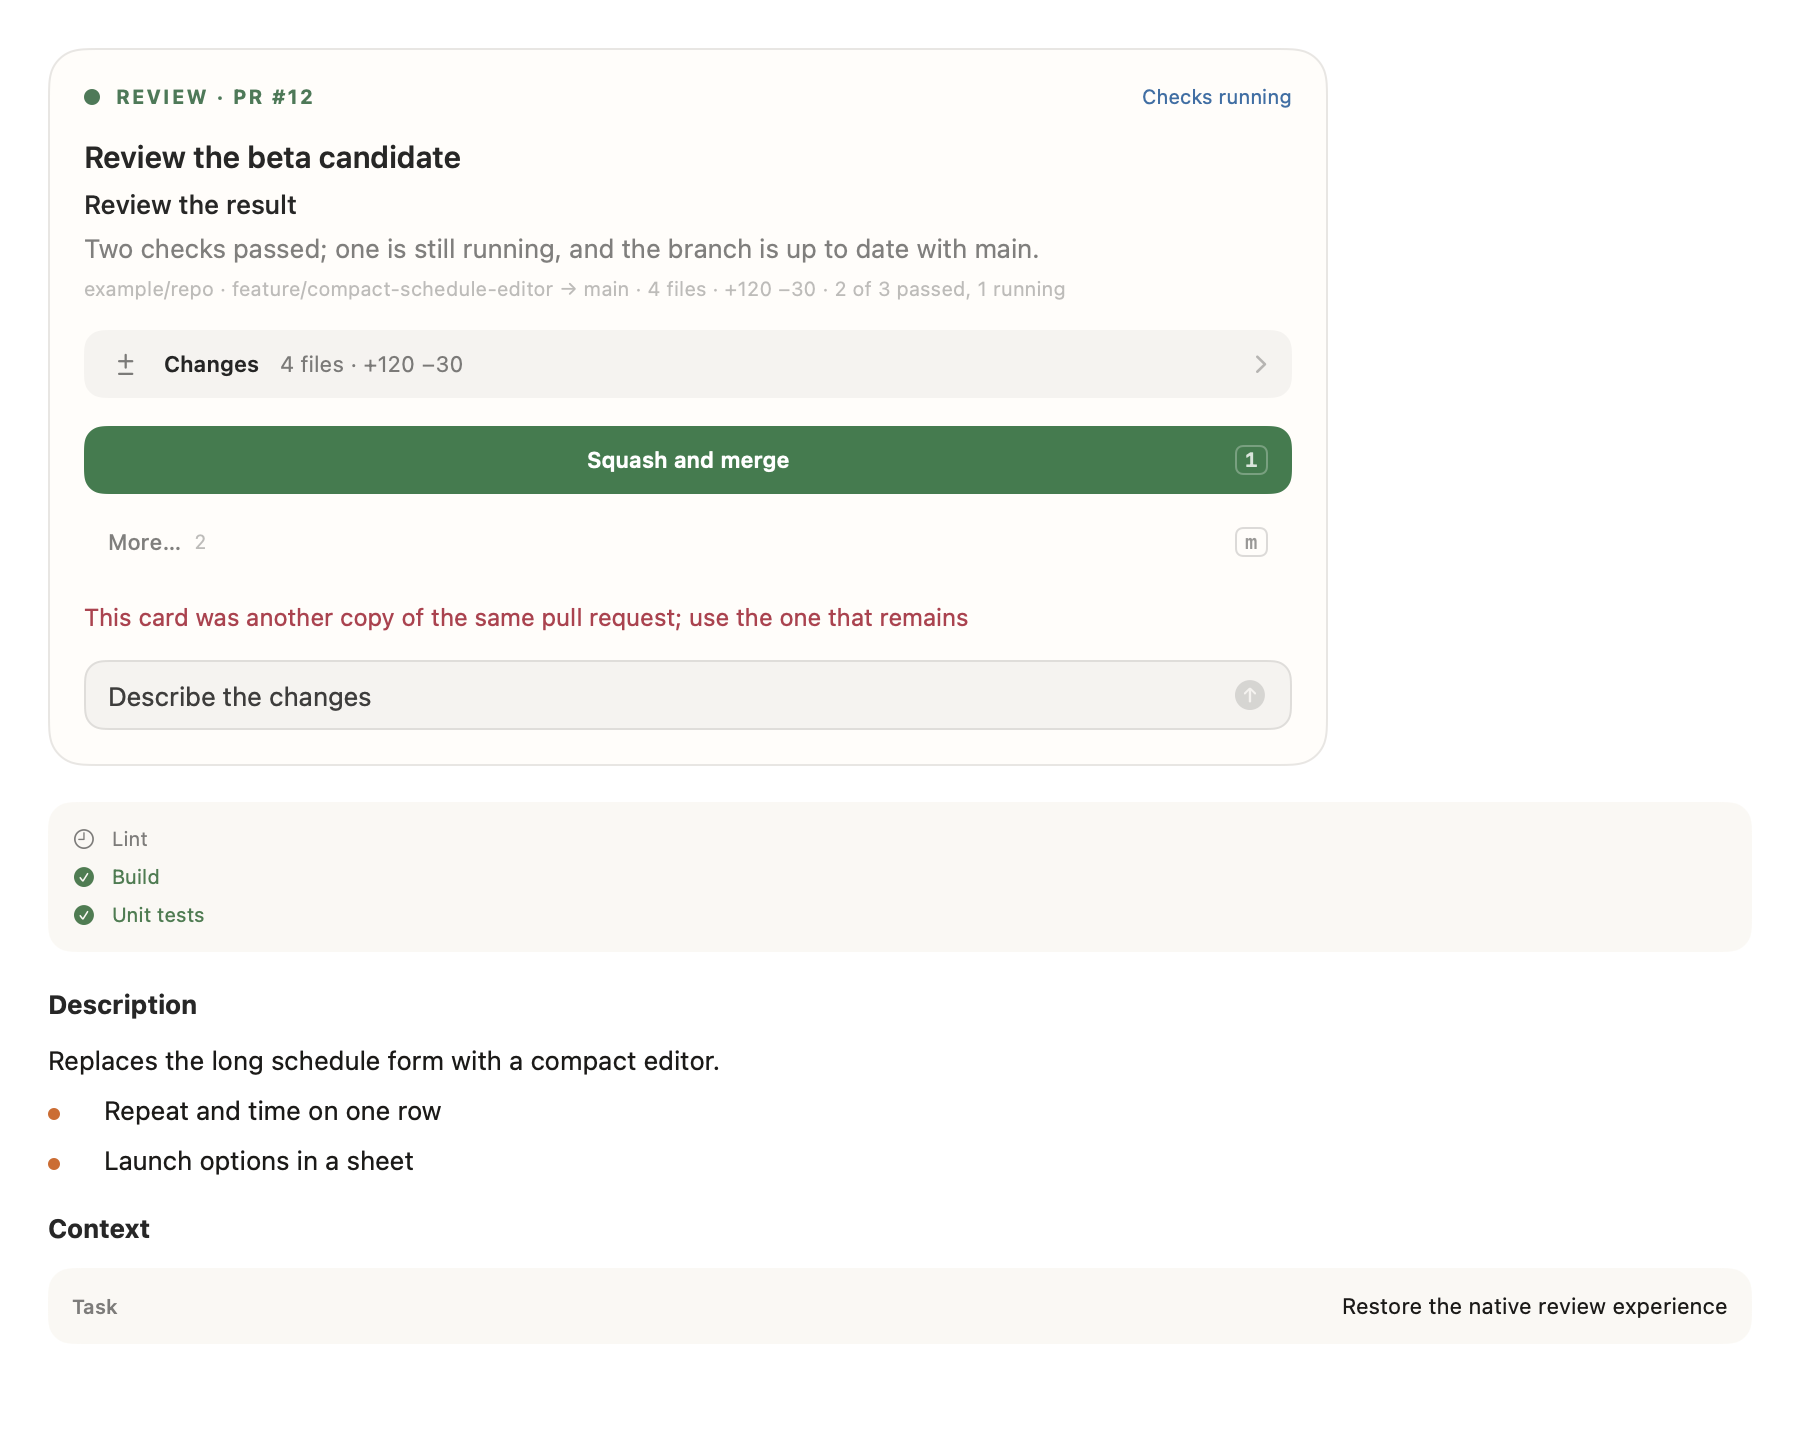 REVIEW · PR #12
Checks running
Review the beta candidate
Review the result
Two checks passed; one is still running, and the branch is up to date with main.
example/repo · feature/compact-schedule-editor → main · 4 files · +120 −30 · 2 of 3 passed, 1 running
± Changes 4 files · +120 −30
Squash and merge 1
More... 2 m
This card was another copy of the same pull request; use the one that remains
Describe the changes
Lint
Build
Unit tests
Description
Replaces the long schedule form with a compact editor.
Repeat and time on one row
Launch options in a sheet
Context
Task Restore the native review experience